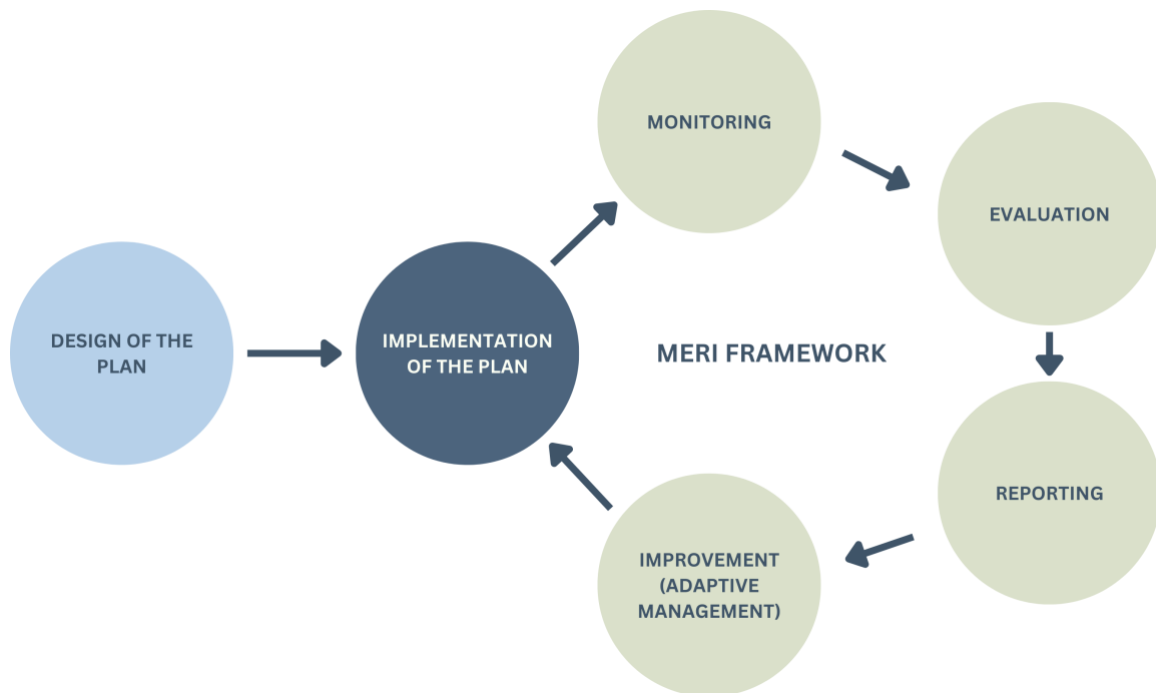 DESIGN OF THE
PLAN
IMPLEMENTATION
OF THE PLAN
MONITORING
EVALUATION
MERI FRAMEWORK
REPORTING
IMPROVEMENT
(ADAPTIVE
MANAGEMENT)